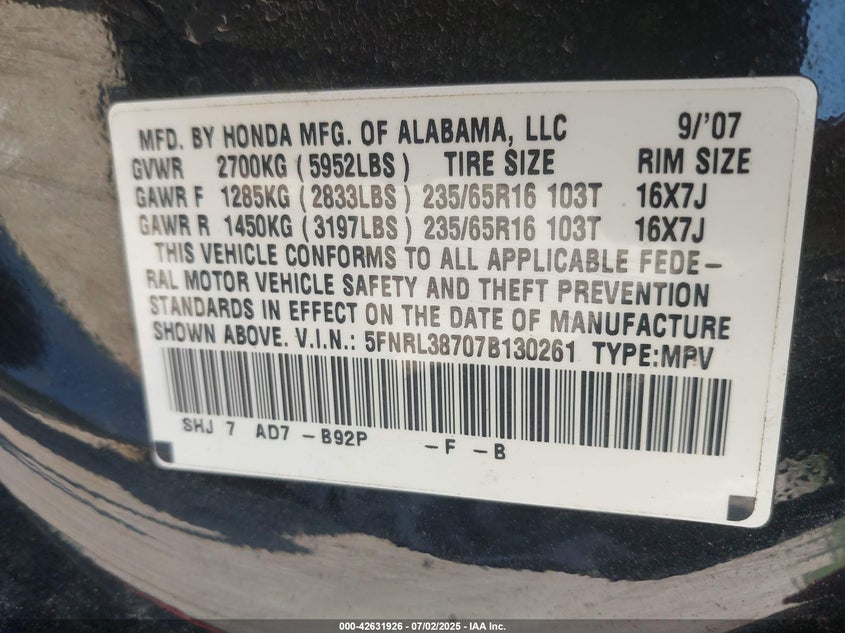 MFD. BY HONDA MFG. OF ALABAMA, LLC 9/'07
GVWR 2700KG (5952LBS) TIRE SIZE RIM SIZE
GAWR F 1285KG (2833LBS) 235/65R16 103T 16X7J
GAWR R 1450KG (3197LBS) 235/65R16 103T 16X7J
THIS VEHICLE CONFORMS TO ALL APPLICABLE FEDE-
RAL MOTOR VEHICLE SAFETY AND THEFT PREVENTION
STANDARDS IN EFFECT ON THE DATE OF MANUFACTURE
SHOWN ABOVE. V.I.N.: 5FNRL38707B130261 TYPE:MPV
SHJ 7 AD7 -B92P -F -B
000-42631926 - 07/02/2025 - IAA Inc.